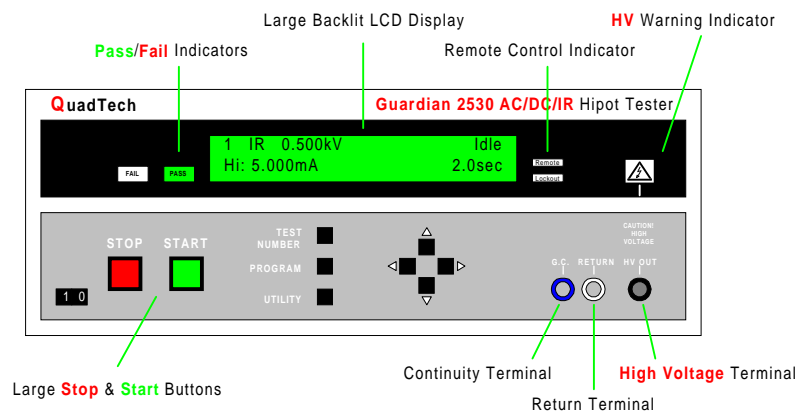 Large Backlit LCD Display
HV Warning Indicator
Pass/Fail Indicators
Remote Control Indicator
QuadTech
Guardian 2530 AC/DC/IR Hipot Tester
1 IR 0.500kV Idle
Hi: 5.000mA 2.0sec
FAIL
PASS
Remote
Lockout
CAUTION!
HIGH
VOLTAGE
STOP
START
TEST
NUMBER
PROGRAM
UTILITY
G.C.
RETURN
HV OUT
1 0
Continuity Terminal
High Voltage Terminal
Large Stop & Start Buttons
Return Terminal